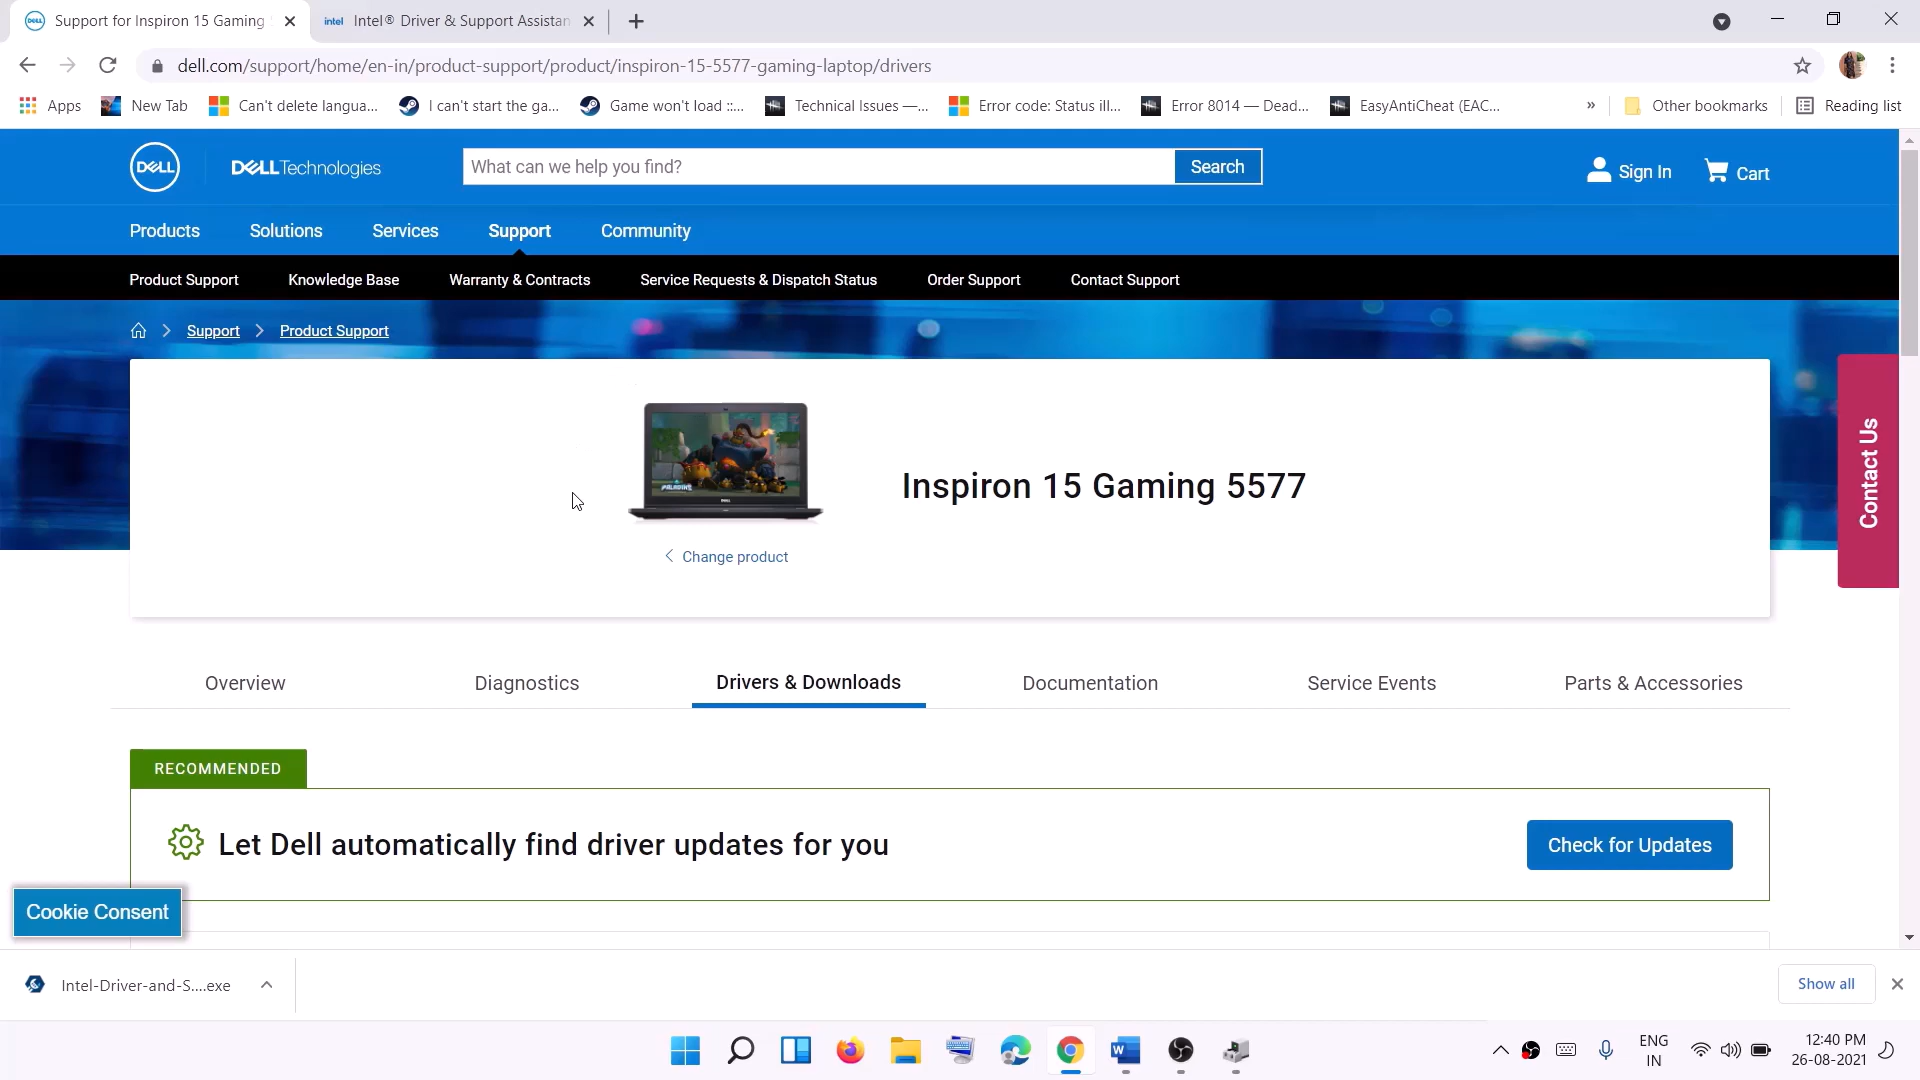 Support for Inspiron 15 Gaming
intel Intel® Driver & Support Assistan
dell.com/support/home/en-in/product-support/product/inspiron-15-5577-gaming-laptop/drivers
Apps New Tab Can't delete langua... I can't start the ga... Game won't load ::... Technical Issues —... Error code: Status ill... Error 8014 — Dead... EasyAntiCheat (EAC... » Other bookmarks Reading list
DELL DELLTechnologies What can we help you find? Search Sign In Cart
Products Solutions Services Support Community
Product Support Knowledge Base Warranty & Contracts Service Requests & Dispatch Status Order Support Contact Support
Support Product Support
Contact Us
PALADINS
DELL
Inspiron 15 Gaming 5577
Change product
Overview Diagnostics Drivers & Downloads Documentation Service Events Parts & Accessories
RECOMMENDED
Let Dell automatically find driver updates for you Check for Updates
Cookie Consent
Intel-Driver-and-S....exe Show all
ENG 12:40 PM
IN 26-08-2021